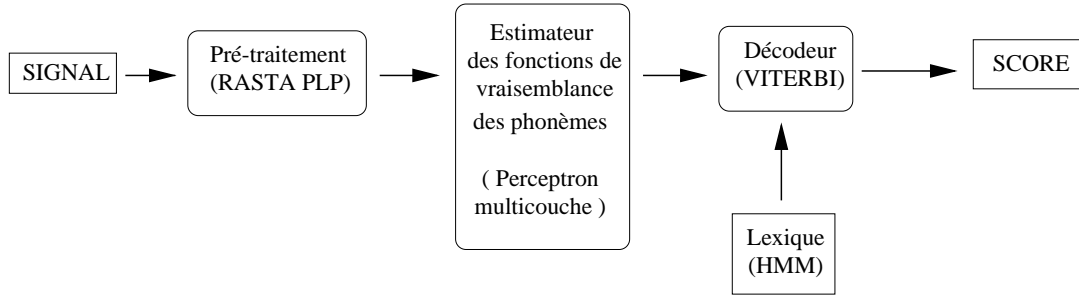 SIGNAL
Pré-traitement
(RASTA PLP)
Estimateur
des fonctions de
vraisemblance
des phonèmes
( Perceptron
multicouche )
Décodeur
(VITERBI)
SCORE
Lexique
(HMM)